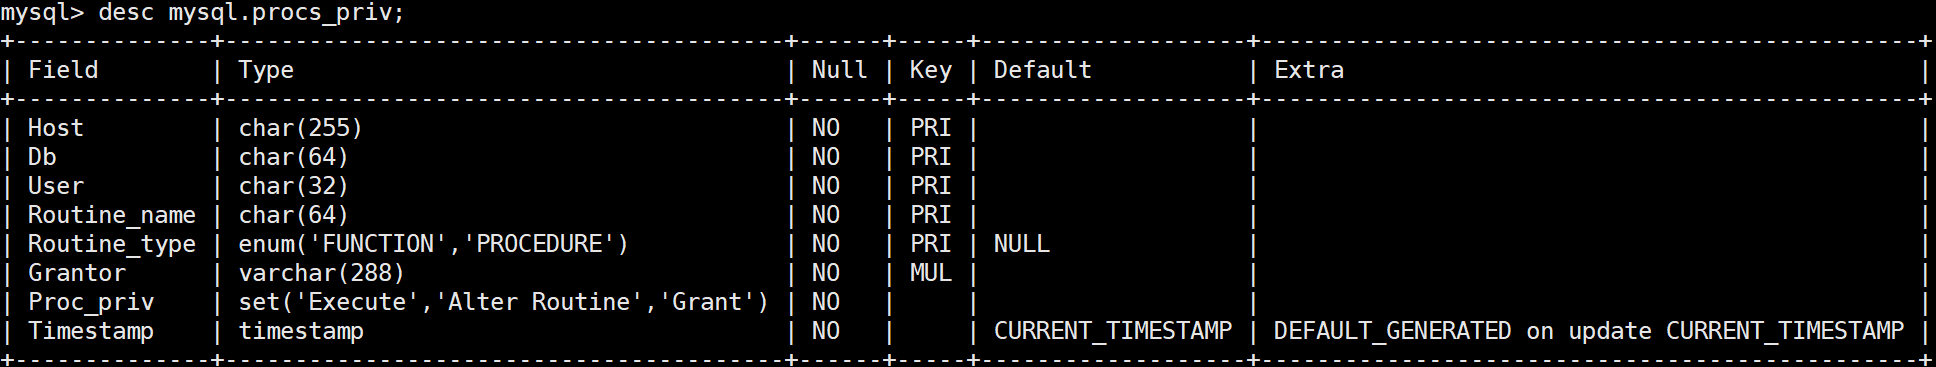 mysql> desc mysql.procs_priv;
+--------------+----------------------------------------+------+-----+-------------------+-----------------------------------------------+
| Field        | Type                                   | Null | Key | Default           | Extra                                         |
+--------------+----------------------------------------+------+-----+-------------------+-----------------------------------------------+
| Host         | char(255)                              | NO   | PRI |                   |                                               |
| Db           | char(64)                               | NO   | PRI |                   |                                               |
| User         | char(32)                               | NO   | PRI |                   |                                               |
| Routine_name | char(64)                               | NO   | PRI |                   |                                               |
| Routine_type | enum('FUNCTION','PROCEDURE')           | NO   | PRI | NULL              |                                               |
| Grantor      | varchar(288)                           | NO   | MUL |                   |                                               |
| Proc_priv    | set('Execute','Alter Routine','Grant') | NO   |     |                   |                                               |
| Timestamp    | timestamp                              | NO   |     | CURRENT_TIMESTAMP | DEFAULT_GENERATED on update CURRENT_TIMESTAMP |
+--------------+----------------------------------------+------+-----+-------------------+-----------------------------------------------+